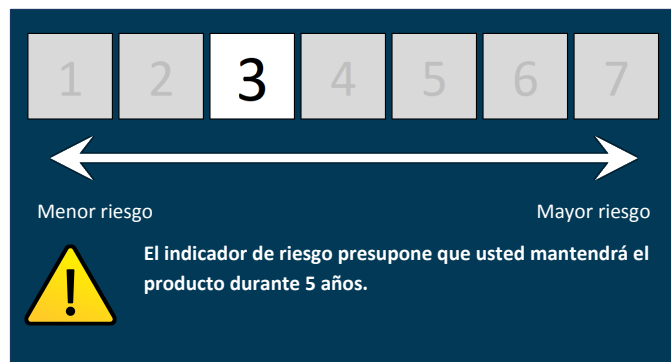 1 2 3 4 5 6 7
Menor riesgo Mayor riesgo
El indicador de riesgo presupone que usted mantendrá el
producto durante 5 años.